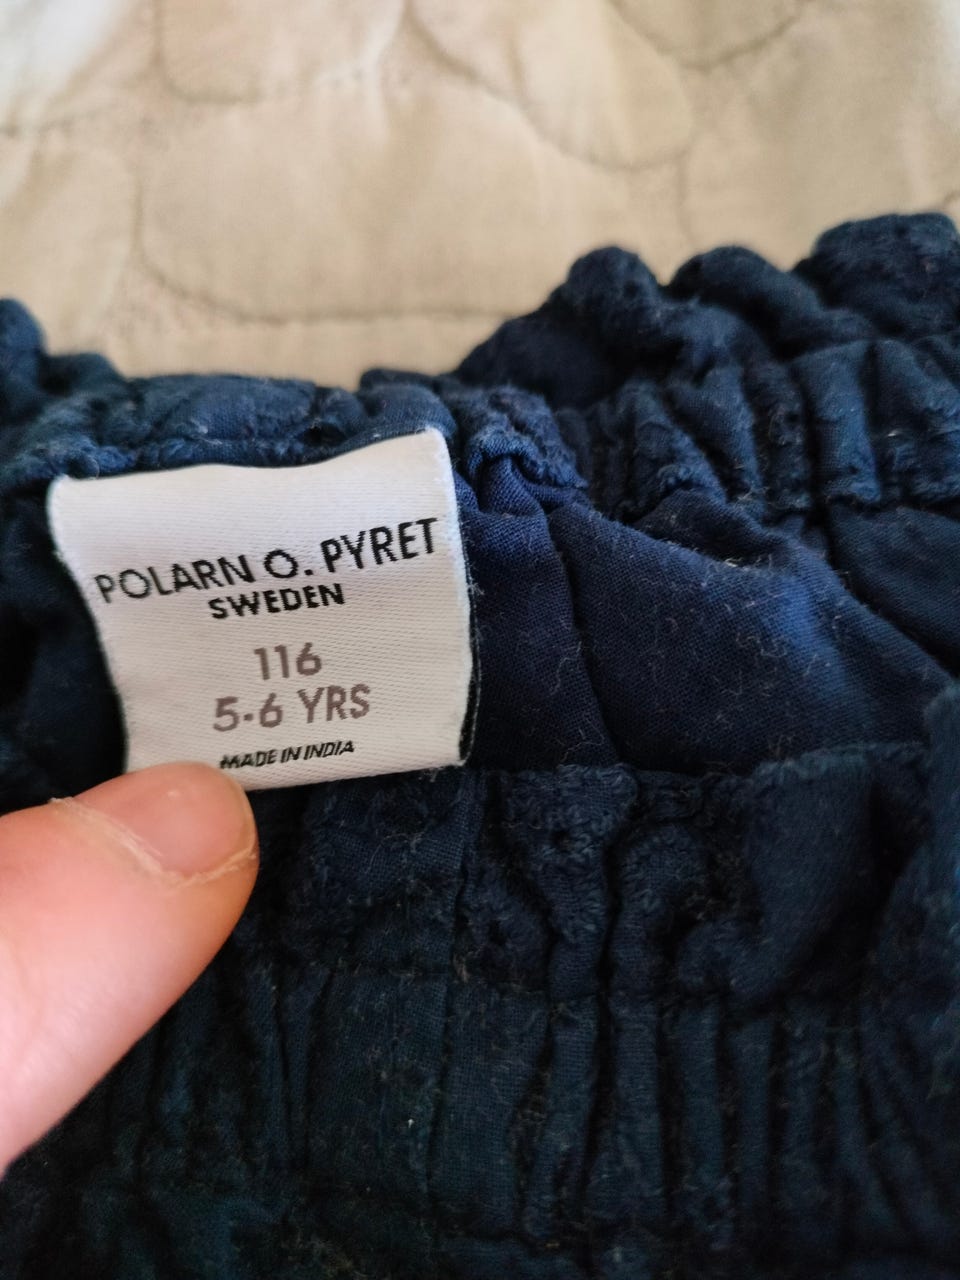 POLARN O. PYRET
SWEDEN
116
5-6 YRS
MADE IN INDIA